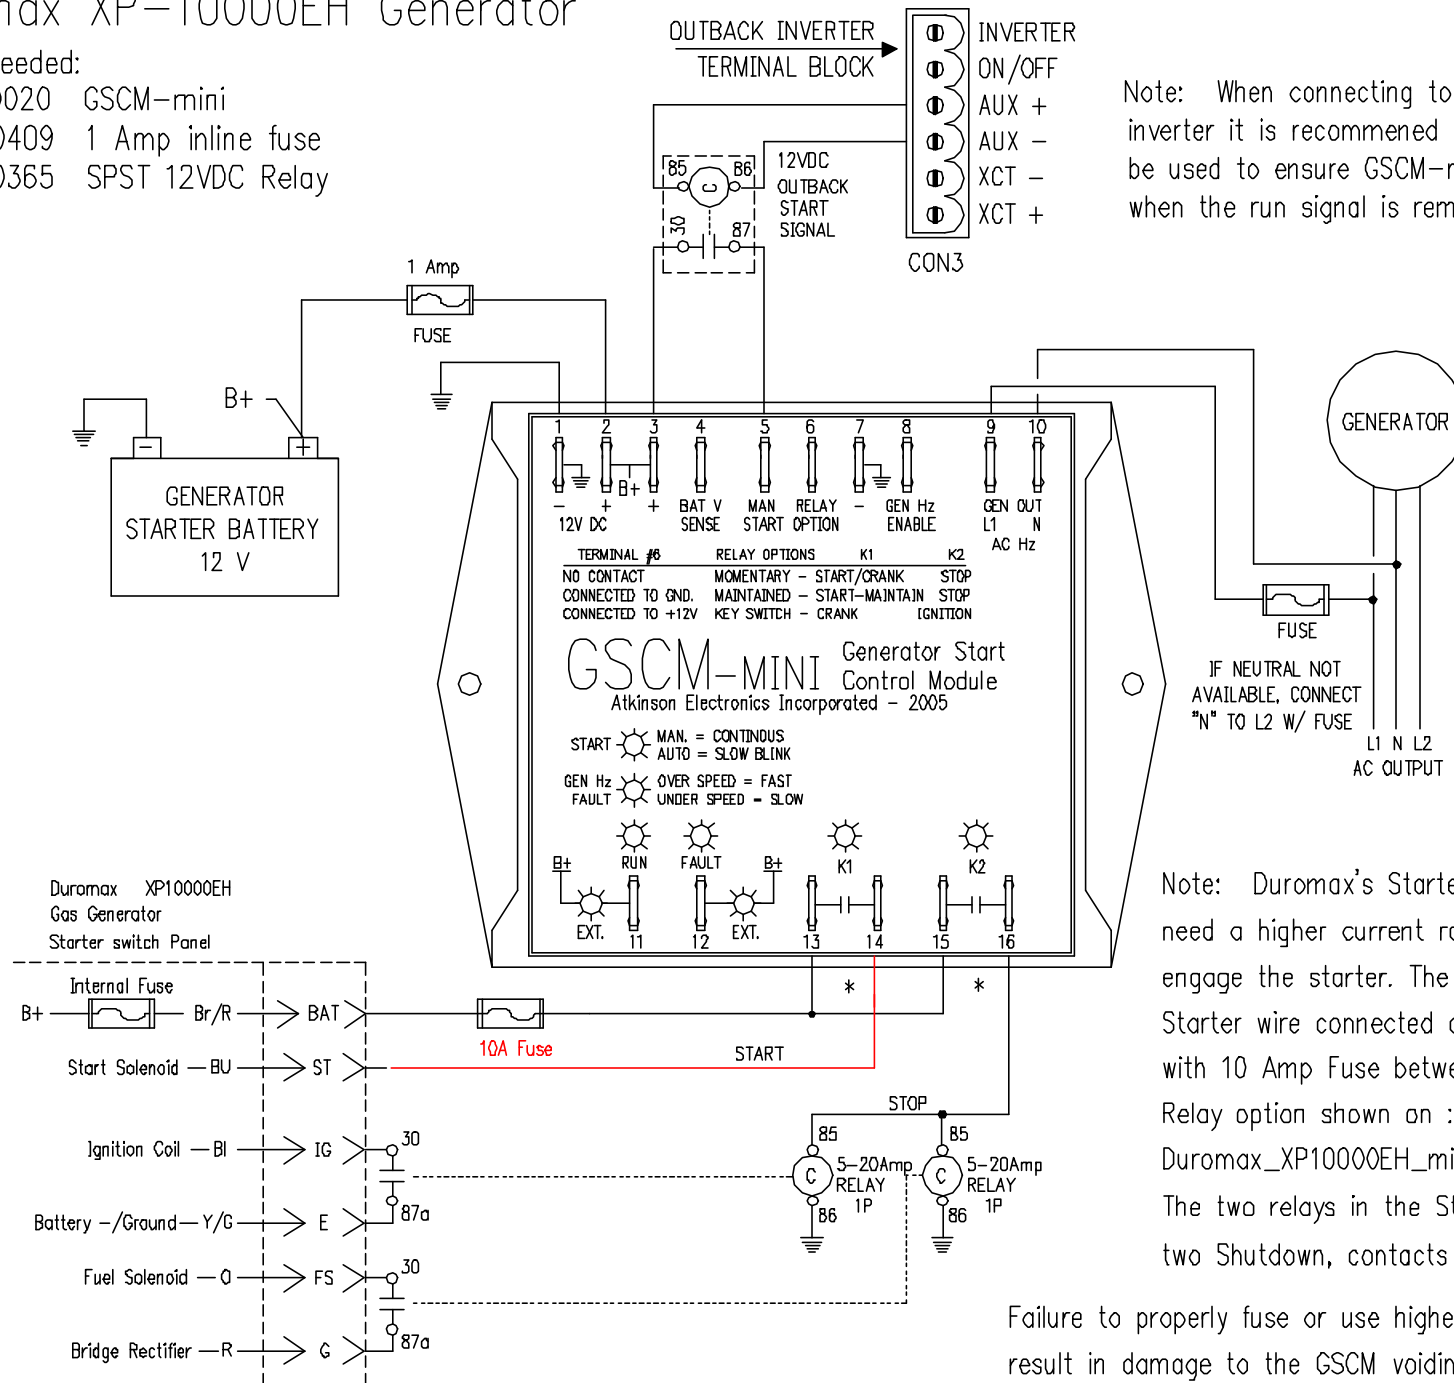 XP-10000EH Generator
eeded:
0020 GSCM-mini
0409 1 Amp inline fuse
0365 SPST 12VDC Relay
OUTBACK INVERTER
TERMINAL BLOCK
INVERTER
ON/OFF
AUX +
AUX -
XCT -
XCT +
CON3
Note: When connecting to
inverter it is recommened
be used to ensure GSCM-
when the run signal is
85 86
C
30 87
12VDC
OUTBACK
START
SIGNAL
1 Amp
FUSE
B+
- +
GENERATOR
STARTER BATTERY
12 V
GENERATOR
FUSE
IF NEUTRAL NOT
AVAILABLE, CONNECT
"N" TO L2 W/ FUSE
L1 N L2
AC OUTPUT
1 2 3 4 5 6 7 8 9 10
B+
- + + BAT V MAN RELAY - GEN Hz GEN OUT
12V DC SENSE START OPTION ENABLE L1 N
AC Hz
TERMINAL #6 RELAY OPTIONS K1 K2
NO CONTACT MOMENTARY - START/CRANK STOP
CONNECTED TO GND. MAINTAINED - START-MAINTAIN STOP
CONNECTED TO +12V KEY SWITCH - CRANK IGNITION
GSCM-MINI Generator Start
Control Module
Atkinson Electronics Incorporated - 2005
START MAN. = CONTINOUS
AUTO = SLOW BLINK
GEN Hz OVER SPEED = FAST
FAULT UNDER SPEED = SLOW
B+ RUN FAULT B+ K1 K2
EXT. 11 12 EXT. 13 14 15 16
* *
Duromax XP10000EH
Gas Generator
Starter switch Panel
Internal Fuse
B+ Br/R BAT
10A Fuse
Start Solenoid - BU ST
START
STOP
Ignition Coil - Bl IG 30
Battery -/Ground - Y/G E 87a
Fuel Solenoid - O FS 30
Bridge Rectifier - R G 87a
85 85
C 5-20Amp C 5-20Amp
RELAY RELAY
1P 1P
86 86
Note: Duromax's
need a higher current
engage the starter. The
Starter wire connected
with 10 Amp Fuse
Relay option shown on :
Duromax_XP10000EH_mi
The two relays in the
two Shutdown, contacts
Failure to properly fuse or use
result in damage to the GSCM